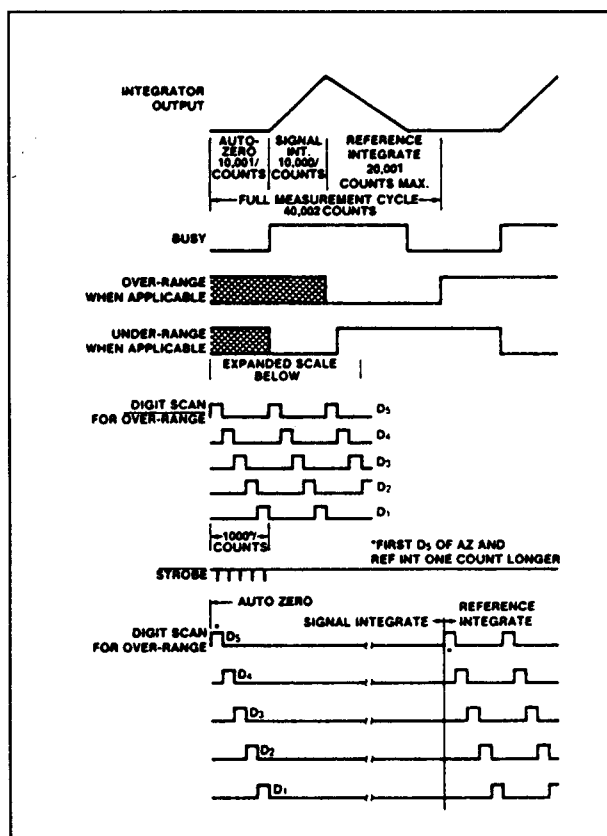 INTEGRATOR
OUTPUT
AUTO-
ZERO
10,001/
COUNTS
SIGNAL
INT.
10,000/
COUNTS
REFERENCE
INTEGRATE
20,001
COUNTS MAX.
FULL MEASUREMENT CYCLE
40,002 COUNTS
BUSY
OVER-RANGE
WHEN APPLICABLE
UNDER-RANGE
WHEN APPLICABLE
EXPANDED SCALE
BELOW
DIGIT SCAN
FOR OVER-RANGE
D5
D4
D3
D2
D1
1000*/
COUNTS
*FIRST D5 OF AZ AND
REF INT ONE COUNT LONGER
STROBE
AUTO ZERO
SIGNAL INTEGRATE
REFERENCE
INTEGRATE
DIGIT SCAN
FOR OVER-RANGE
* D5
*
D4
D3
D2
D1